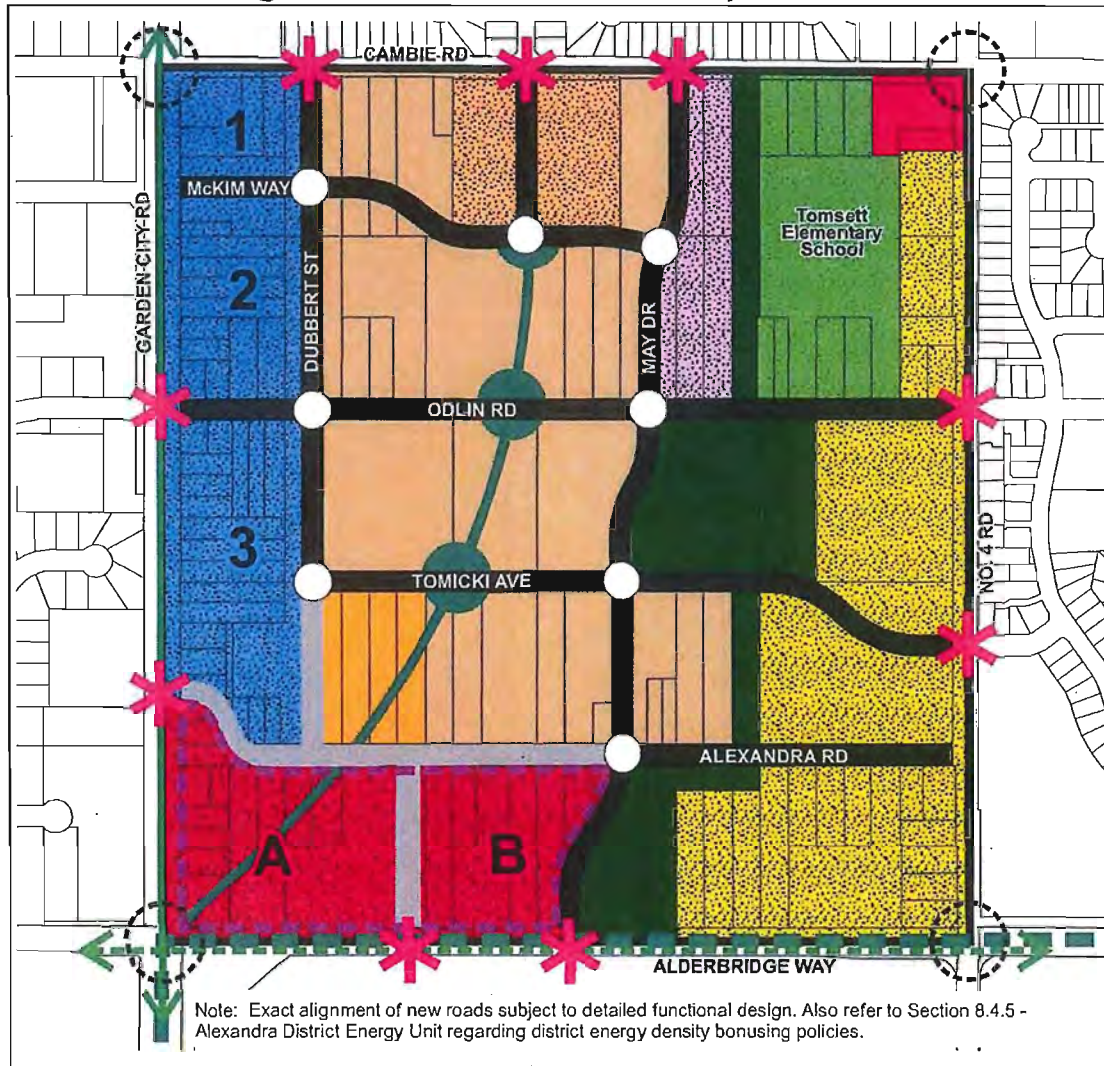 CAMBIE RD
1
McKIM WAY
GARDEN CITY RD
2
DUBBERT ST
MAY DR
Tomsett
Elementary
School
ODLIN RD
3
NO. 4 RD
TOMICKI AVE
ALEXANDRA RD
A
B
ALDERBRIDGE WAY
Note: Exact alignment of new roads subject to detailed functional design. Also refer to Section 8.4.5 -
Alexandra District Energy Unit regarding district energy density bonusing policies.